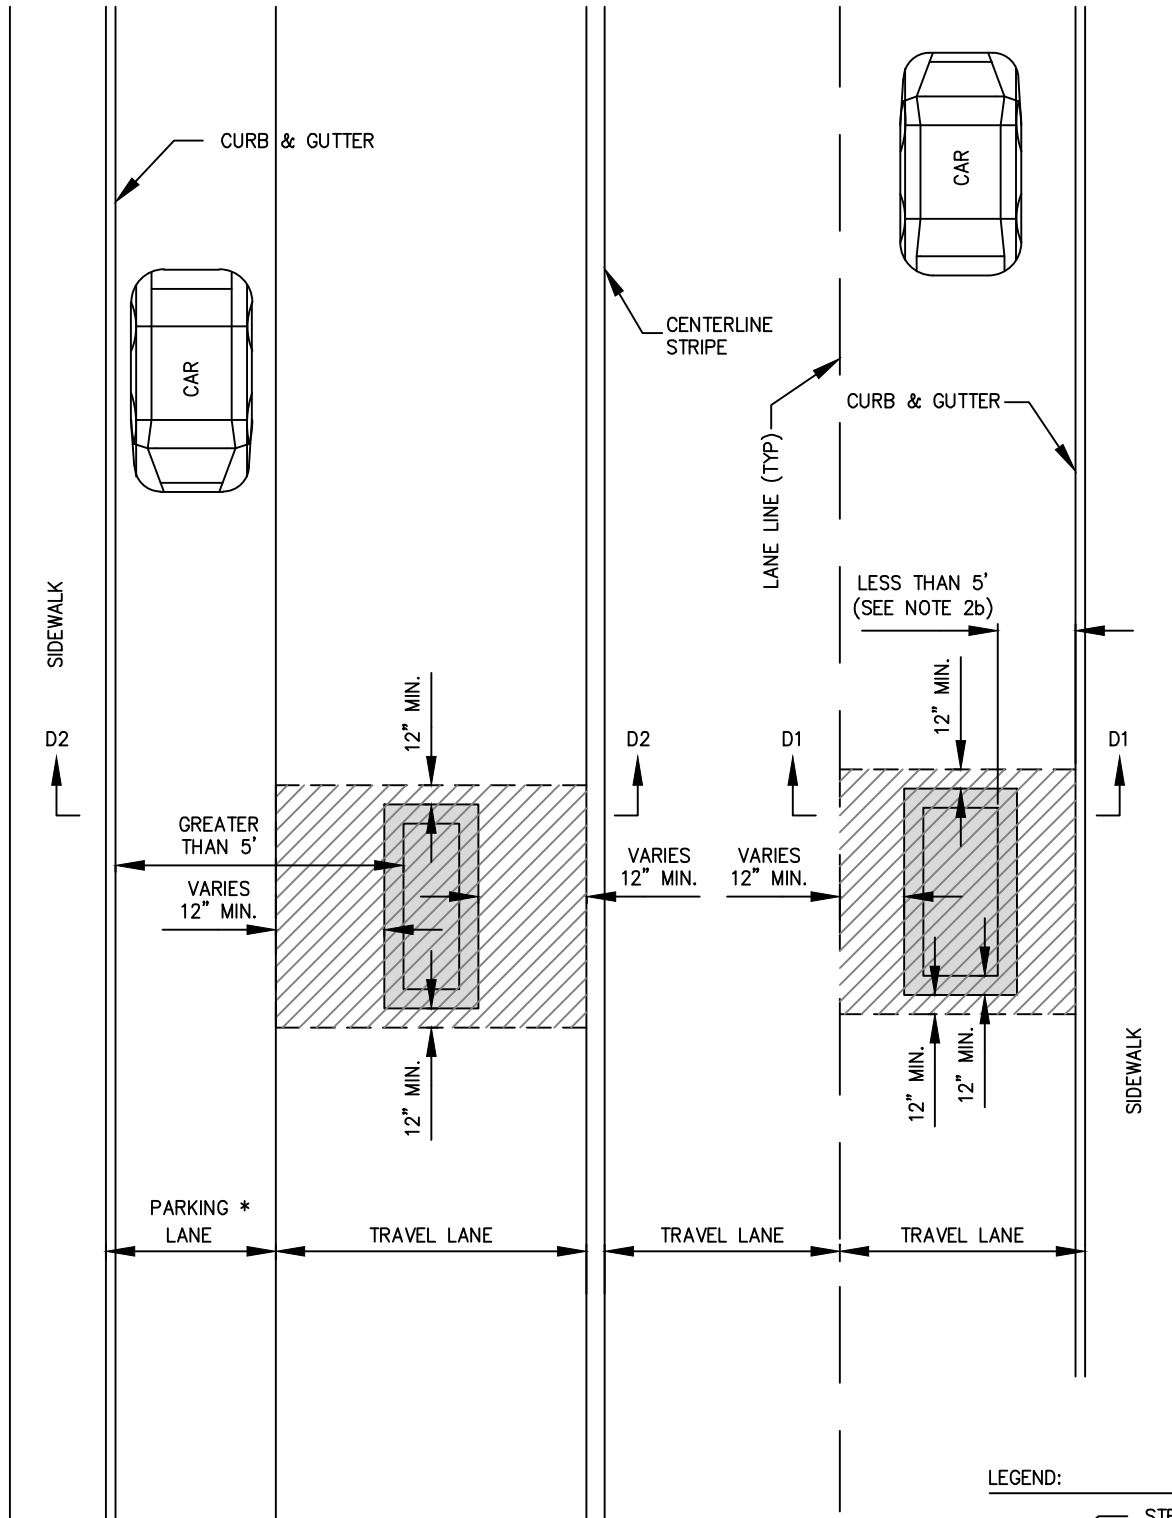 CURB & GUTTER
CAR
CAR
CENTERLINE
STRIPE
LANE LINE (TYP)
CURB & GUTTER
SIDEWALK
LESS THAN 5'
(SEE NOTE 2b)
12" MIN.
12" MIN.
D2
D2
D1
D1
GREATER
THAN 5'
VARIES
12" MIN.
VARIES
12" MIN.
VARIES
12" MIN.
12" MIN.
12" MIN.
12" MIN.
SIDEWALK
PARKING *
LANE
TRAVEL LANE
TRAVEL LANE
TRAVEL LANE
LEGEND: